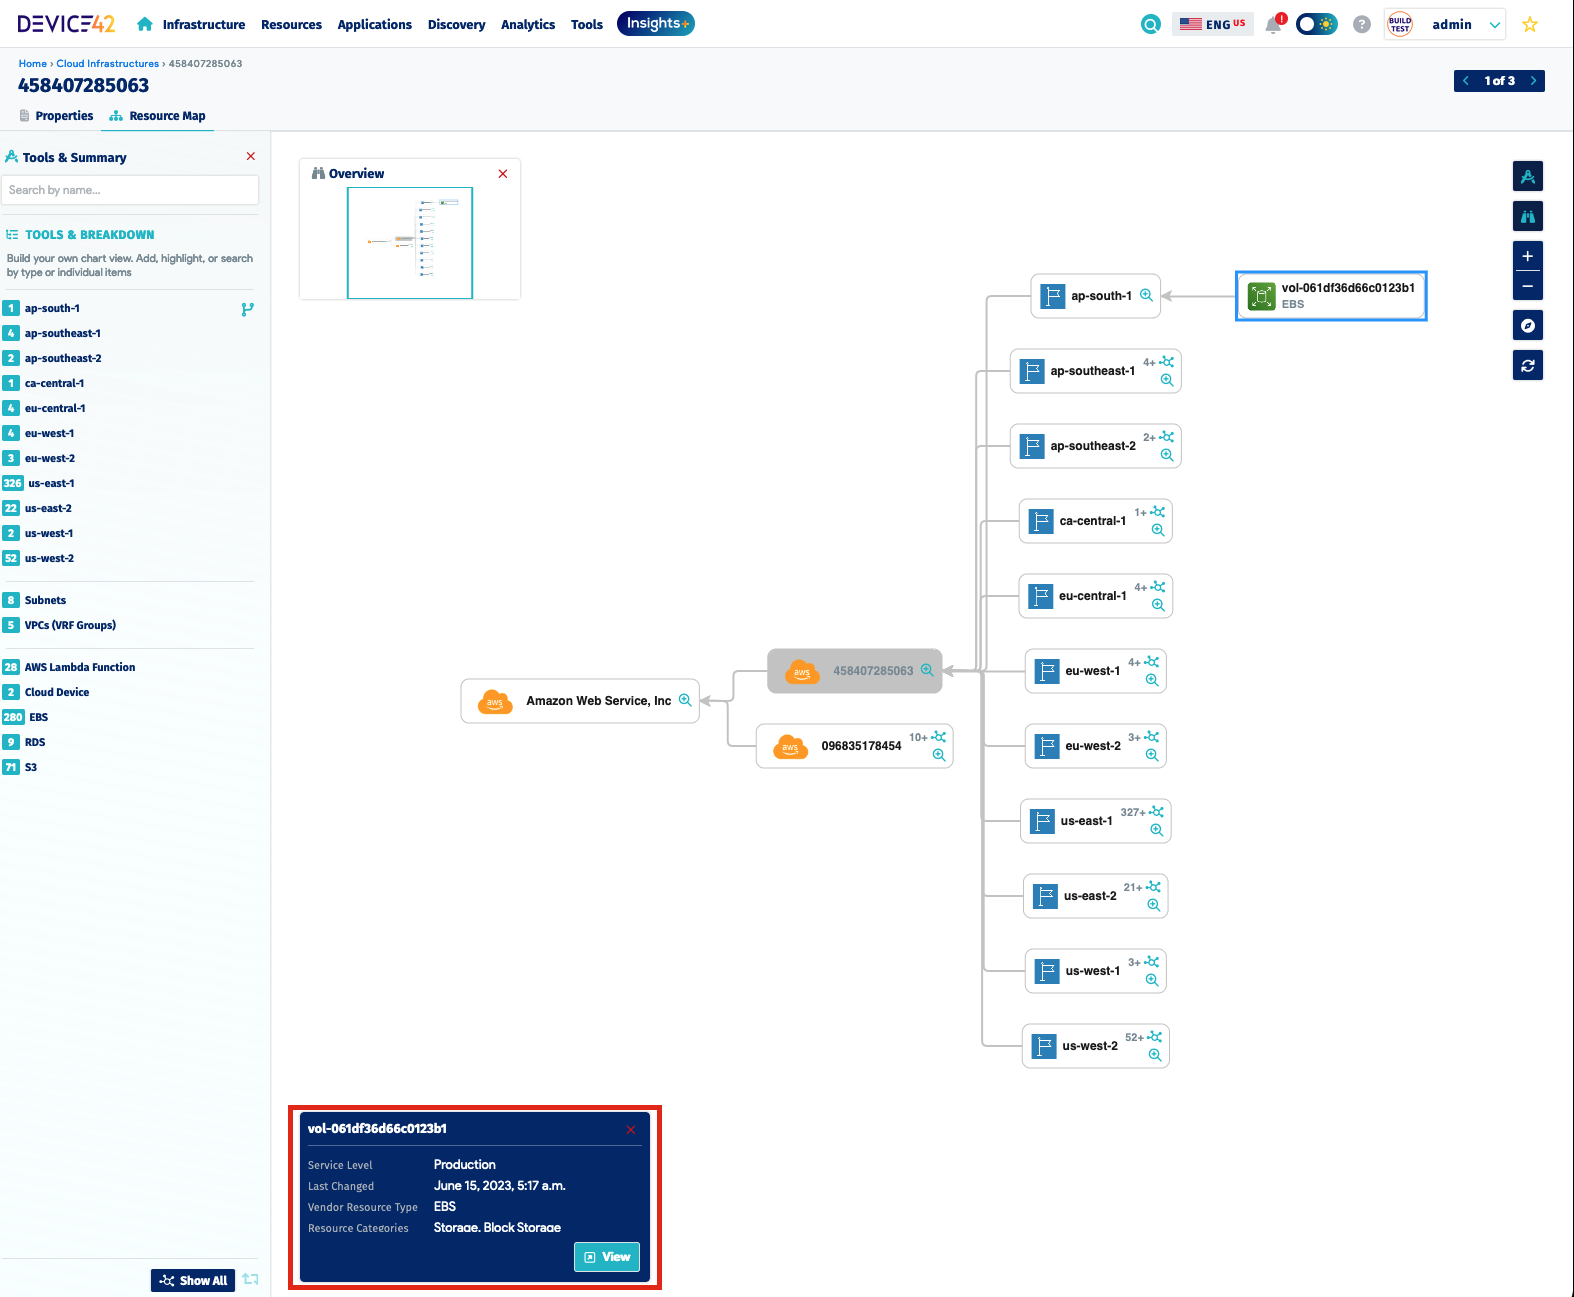 DEVICE42
Infrastructure
Resources
Applications
Discovery
Analytics
Tools
Insights+
ENG US
!
?
BUILD
TEST
admin
Home › Cloud Infrastructures › 458407285063
458407285063
1 of 3
Properties
Resource Map
Tools & Summary
Search by name...
TOOLS & BREAKDOWN
Build your own chart view. Add, highlight, or search
by type or individual items
1 ap-south-1
4 ap-southeast-1
2 ap-southeast-2
1 ca-central-1
4 eu-central-1
4 eu-west-1
3 eu-west-2
326 us-east-1
22 us-east-2
2 us-west-1
52 us-west-2
8 Subnets
5 VPCs (VRF Groups)
28 AWS Lambda Function
2 Cloud Device
280 EBS
9 RDS
71 S3
Show All
Overview
ap-south-1
vol-061df36d66c0123b1
EBS
ap-southeast-1 4+
ap-southeast-2 2+
ca-central-1 1+
eu-central-1 4+
aws 458407285063
eu-west-1 4+
aws Amazon Web Service, Inc
aws 096835178454 10+
eu-west-2 3+
us-east-1 327+
us-east-2 21+
us-west-1 3+
us-west-2 52+
vol-061df36d66c0123b1
Service Level Production
Last Changed June 15, 2023, 5:17 a.m.
Vendor Resource Type EBS
Resource Categories Storage, Block Storage
View